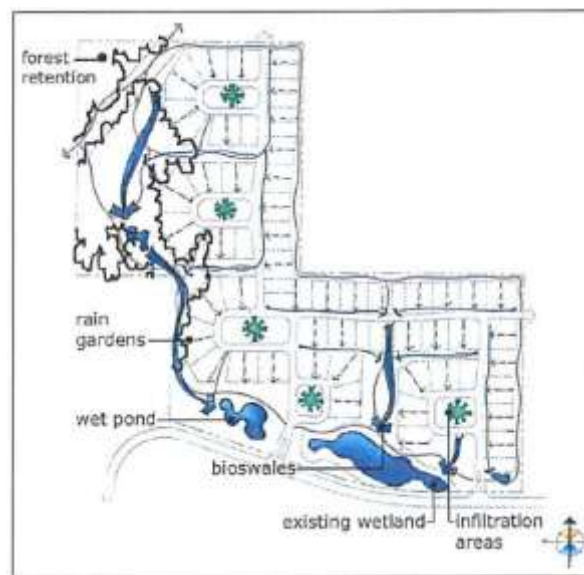 forest
retention
rain
gardens
wet pond
bioswales
existing wetland
infiltration
areas